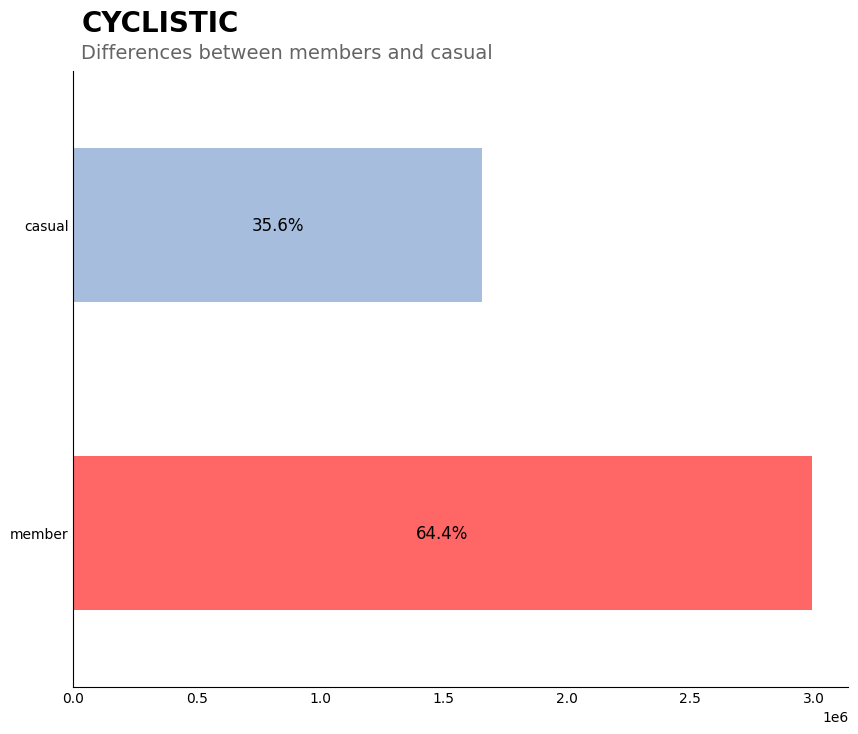 CYCLISTIC
Differences between members and casual
casual
35.6%
member
64.4%
0.0 0.5 1.0 1.5 2.0 2.5 3.0
1e6